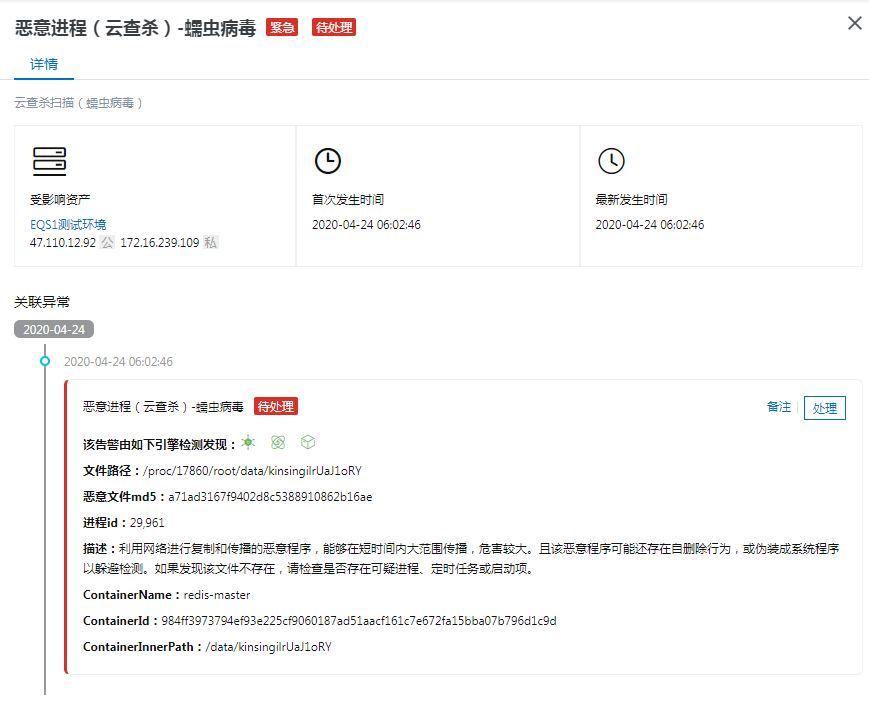 恶意进程（云查杀）-蠕虫病毒 紧急 待处理
详情
云查杀扫描（蠕虫病毒）
受影响资产
EQS1测试环境
47.110.12.92 公 172.16.239.109 私
首次发生时间
2020-04-24 06:02:46
最新发生时间
2020-04-24 06:02:46
关联异常
2020-04-24
2020-04-24 06:02:46
恶意进程（云查杀）-蠕虫病毒 待处理 备注 处理
该告警由如下引擎检测发现：
文件路径：/proc/17860/root/data/kinsingilrUaJ1oRY
恶意文件md5：a71ad3167f9402d8c5388910862b16ae
进程id：29,961
描述：利用网络进行复制和传播的恶意程序，能够在短时间内大范围传播，危害较大。且该恶意程序可能还存在自删除行为，或伪装成系统程序
以躲避检测。如果发现该文件不存在，请检查是否存在可疑进程、定时任务或启动项。
ContainerName：redis-master
ContainerId：984ff3973794ef93e225cf9060187ad51aacf161c7e672fa15bba07b796d1c9d
ContainerInnerPath：/data/kinsingilrUaJ1oRY